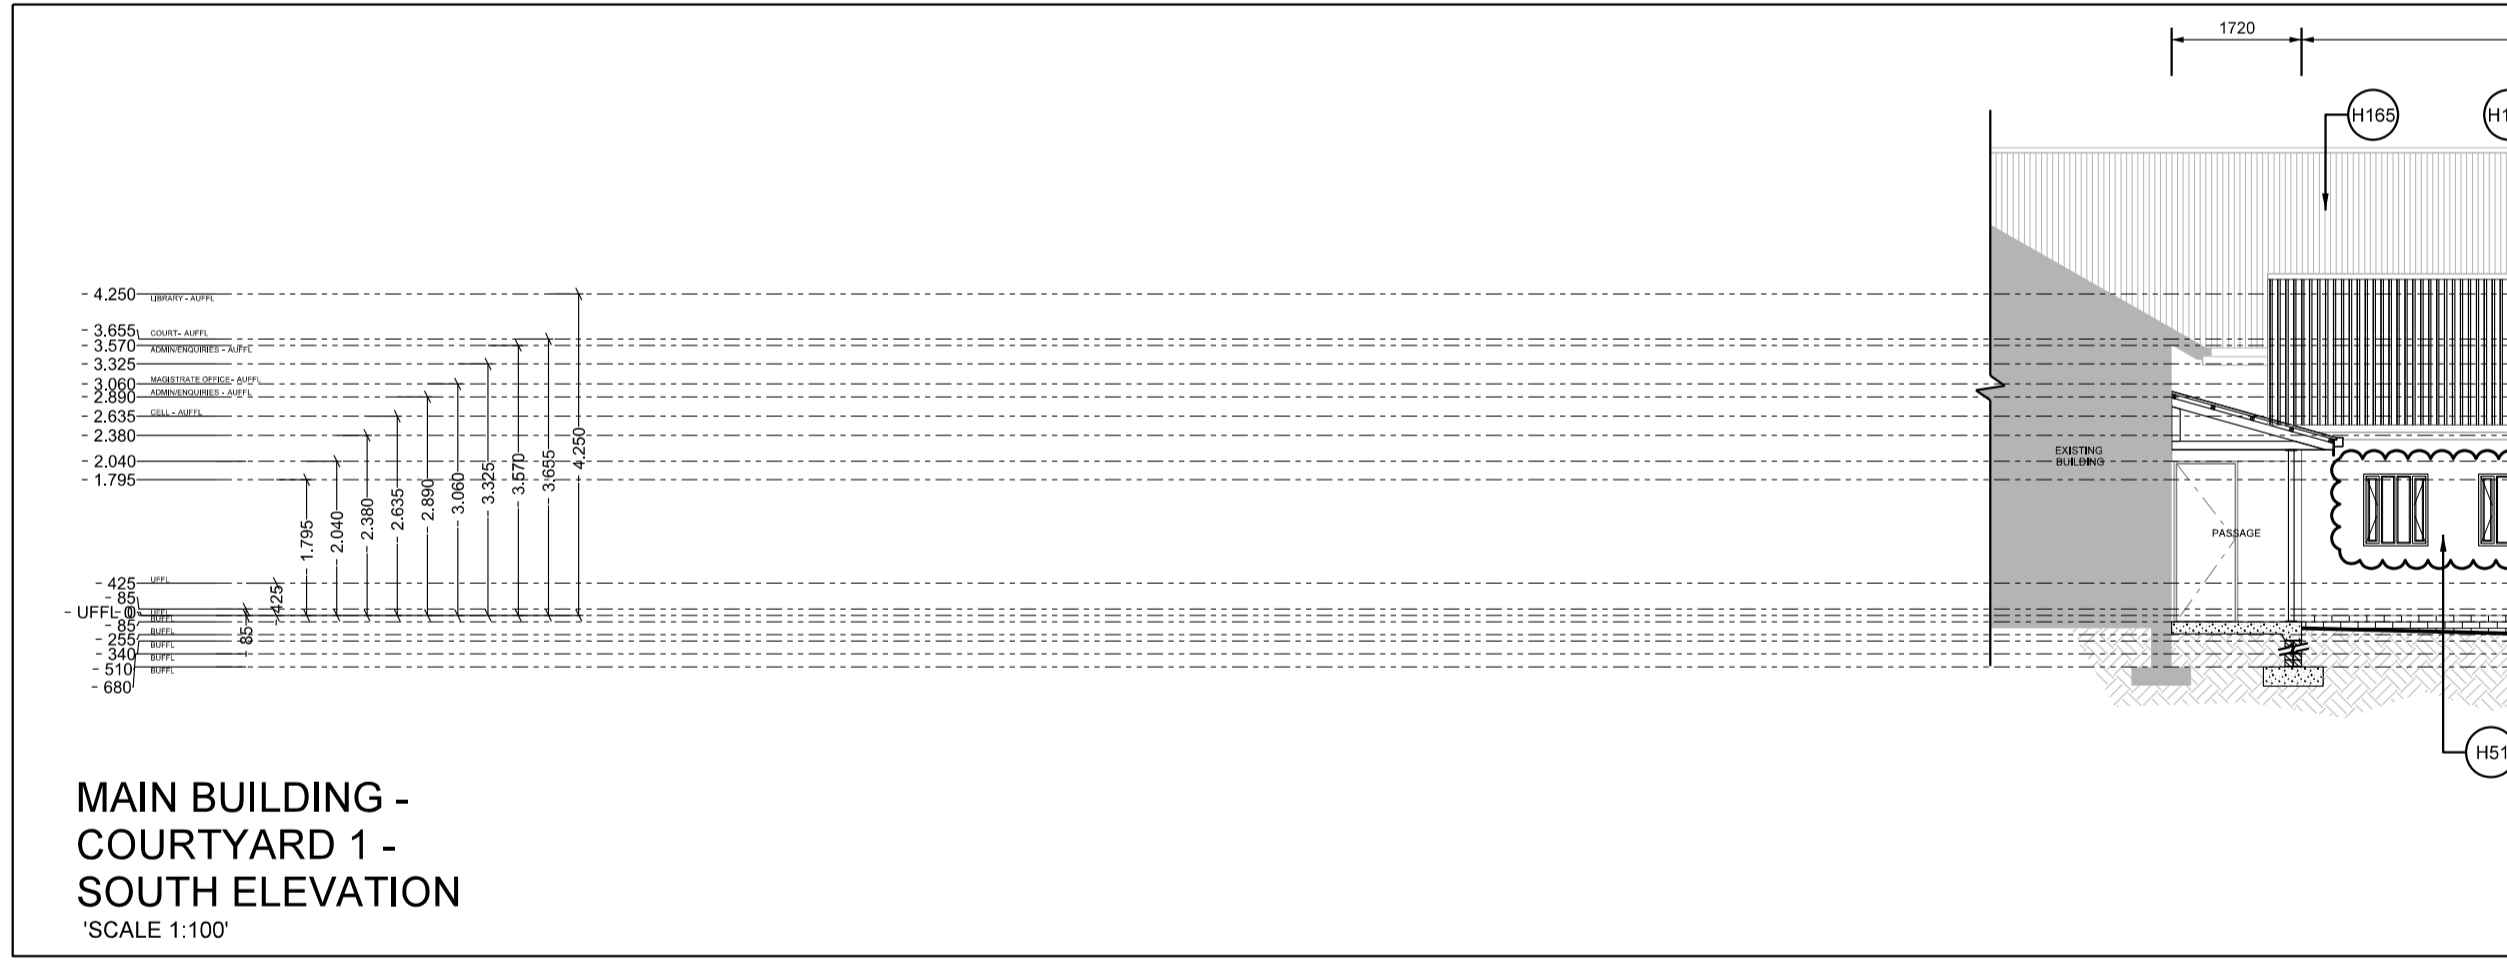 1720
H165
H1
- 4.250 LIBRARY - AUFFL
- 3.655 COURT- AUFFL
- 3.570 ADMIN/ENQUIRIES - AUFFL
- 3.325
- 3.060 MAGISTRATE OFFICE- AUFFL
- 2.890 ADMIN/ENQUIRIES - AUFFL
- 2.635 CELL - AUFFL
- 2.380
- 2.040
- 1.795
1.795
2.040
2.380
2.635
2.890
3.060
3.325
3.570
3.655
4.250
EXISTING
BUILDING
PASSAGE
- 425 UFFL
- 85
- UFFL- 0 UFFL
- 85 BUFFL
- 255 BUFFL
- 340 BUFFL
- 510 BUFFL
- 680 BUFFL
85
425
H51
MAIN BUILDING -
COURTYARD 1 -
SOUTH ELEVATION
'SCALE 1:100'